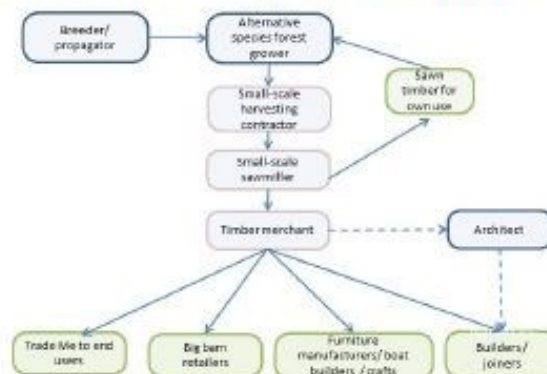 Breeder/
propagator
Alternative
species forest
grower
Sawn
timber for
own use
Small-scale
harvesting
contractor
Small-scale
sawmiller
Timber merchant
Architect
Trade Me to end
users
Big barn
retailers
Furniture
manufacturers/ boat
builders / crafts
Builders /
joiners